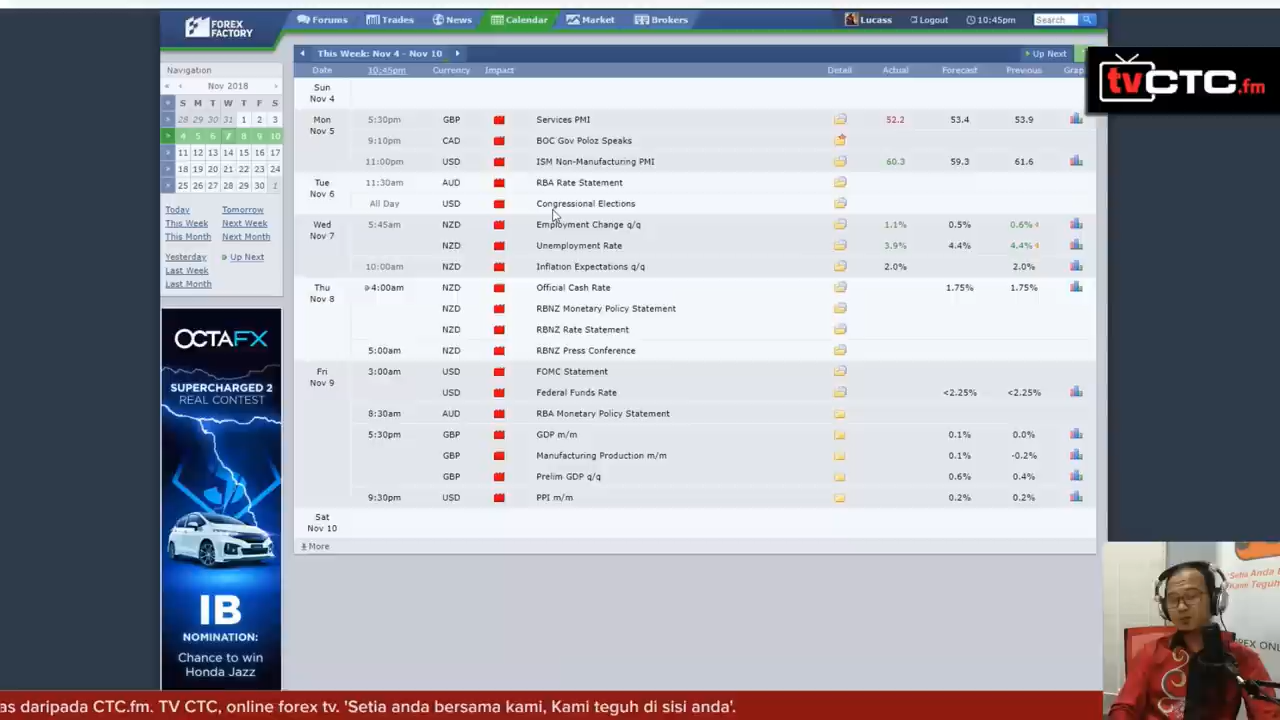 FOREX FACTORY
Forums Trades News Calendar Market Brokers Lucass Logout 10:45pm Search
tvCTC.fm
Navigation
« ‹ Nov 2018 ›
S M T W T F S
28 29 30 31 1 2 3
4 5 6 7 8 9 10
11 12 13 14 15 16 17
18 19 20 21 22 23 24
25 26 27 28 29 30 1
Today Tomorrow
This Week Next Week
This Month Next Month
Yesterday Up Next
Last Week
Last Month
OCTAFX
SUPERCHARGED 2
REAL CONTEST
IB
NOMINATION:
Chance to win
Honda Jazz
This Week: Nov 4 - Nov 10 Up Next
Date 10:45pm Currency Impact Detail Actual Forecast Previous Grap
Sun Nov 4
Mon Nov 5 5:30pm GBP Services PMI 52.2 53.4 53.9
9:10pm CAD BOC Gov Poloz Speaks
11:00pm USD ISM Non-Manufacturing PMI 60.3 59.3 61.6
Tue Nov 6 11:30am AUD RBA Rate Statement
All Day USD Congressional Elections
Wed Nov 7 5:45am NZD Employment Change q/q 1.1% 0.5% 0.6%
NZD Unemployment Rate 3.9% 4.4% 4.4%
10:00am NZD Inflation Expectations q/q 2.0% 2.0%
Thu Nov 8 4:00am NZD Official Cash Rate 1.75% 1.75%
NZD RBNZ Monetary Policy Statement
NZD RBNZ Rate Statement
5:00am NZD RBNZ Press Conference
Fri Nov 9 3:00am USD FOMC Statement
USD Federal Funds Rate <2.25% <2.25%
8:30am AUD RBA Monetary Policy Statement
5:30pm GBP GDP m/m 0.1% 0.0%
GBP Manufacturing Production m/m 0.1% -0.2%
GBP Prelim GDP q/q 0.6% 0.4%
9:30pm USD PPI m/m 0.2% 0.2%
Sat Nov 10
More
"Setia Anda
Kami Teguh
REX ONL
as daripada CTC.fm. TV CTC, online forex tv. 'Setia anda bersama kami, Kami teguh di sisi anda'.